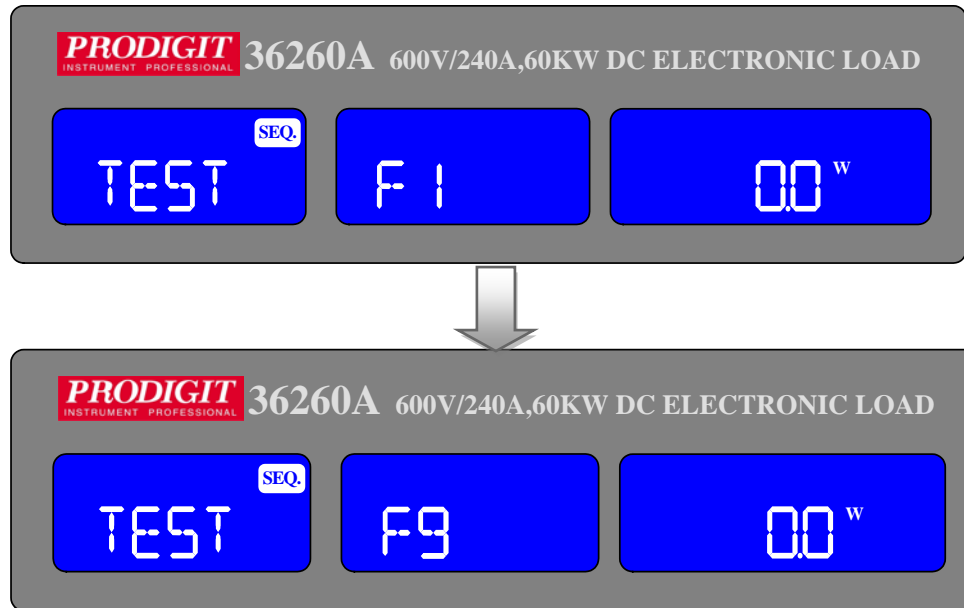 PRODIGIT INSTRUMENT PROFESSIONAL 36260A 600V/240A,60KW DC ELECTRONIC LOAD
SEQ.
TEST F1 0.0 W
PRODIGIT INSTRUMENT PROFESSIONAL 36260A 600V/240A,60KW DC ELECTRONIC LOAD
SEQ.
TEST F9 0.0 W